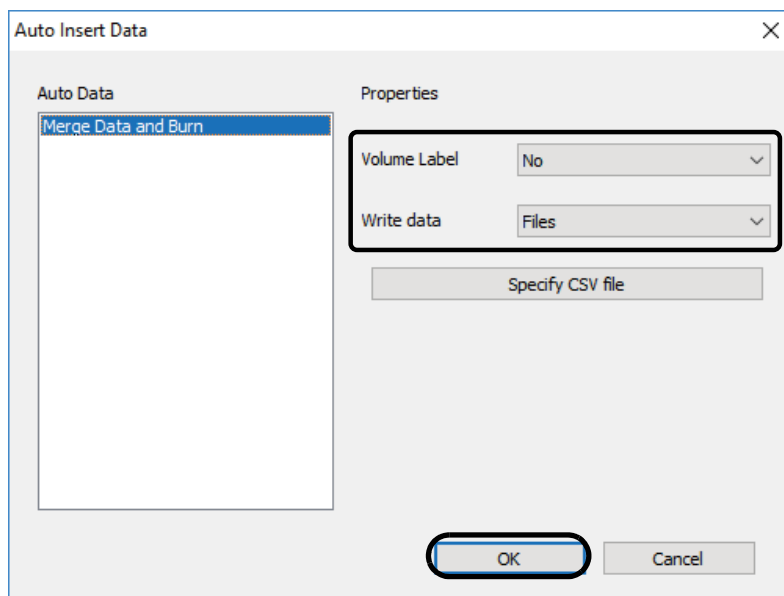 Auto Insert Data
Auto Data
Merge Data and Burn
Properties
Volume Label
No
Write data
Files
Specify CSV file
OK
Cancel